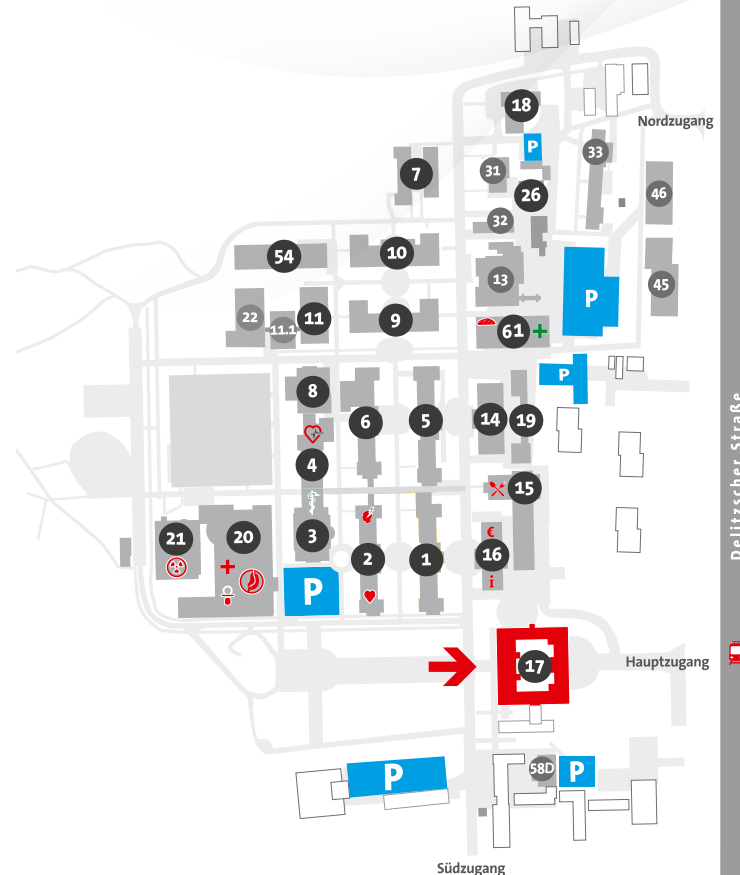 18
Nordzugang
P
33
7
31
26
46
32
54
10
13
45
P
22
11.1
11
9
61
P
8
6
5
14
19
4
15
Delitzscher Straße
21
20
3
2
1
€
16
i
P
17
Hauptzugang
P
58D
P
Südzugang